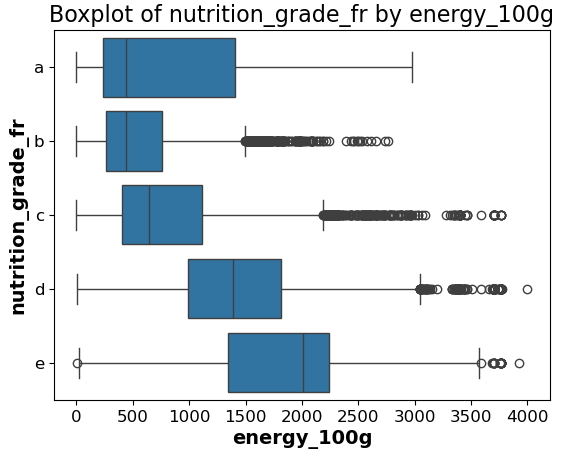 Boxplot of nutrition_grade_fr by energy_100g
nutrition_grade_fr
a
b
c
d
e
0 500 1000 1500 2000 2500 3000 3500 4000
energy_100g